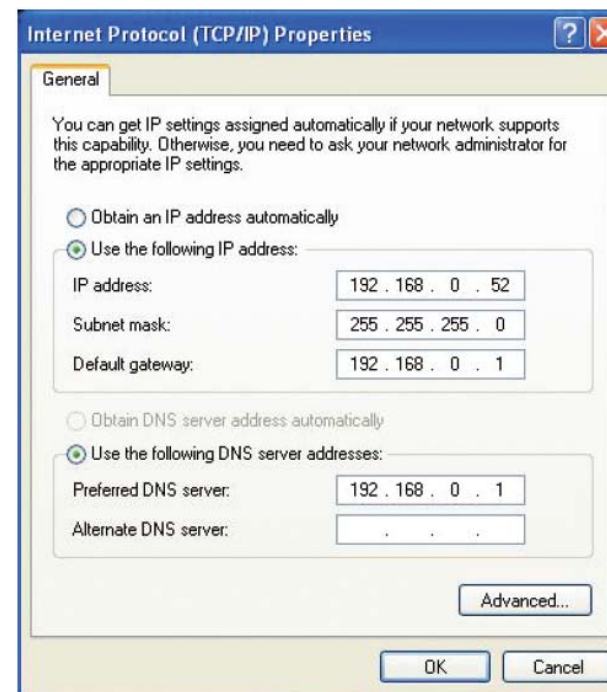 Internet Protocol (TCP/IP) Properties
General
You can get IP settings assigned automatically if your network supports
this capability. Otherwise, you need to ask your network administrator for
the appropriate IP settings.
Obtain an IP address automatically
Use the following IP address:
IP address: 192 . 168 . 0 . 52
Subnet mask: 255 . 255 . 255 . 0
Default gateway: 192 . 168 . 0 . 1
Obtain DNS server address automatically
Use the following DNS server addresses:
Preferred DNS server: 192 . 168 . 0 . 1
Alternate DNS server: . . .
Advanced...
OK Cancel